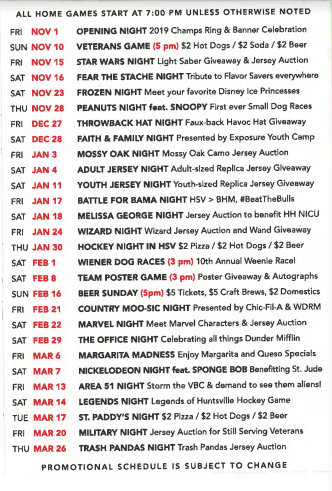 ALL HOME GAMES START AT 7:00 PM UNLESS OTHERWISE NOTED
FRI NOV 1 OPENING NIGHT 2019 Champs Ring & Banner Celebration
SUN NOV 10 VETERANS GAME (5 pm) $2 Hot Dogs / $2 Soda / $2 Beer
FRI NOV 15 STAR WARS NIGHT Light Saber Giveaway & Jersey Auction
SAT NOV 16 FEAR THE STACHE NIGHT Tribute to Flavor Savers everywhere
SAT NOV 23 FROZEN NIGHT Meet your favorite Disney Ice Princesses
THU NOV 28 PEANUTS NIGHT feat. SNOOPY First ever Small Dog Races
FRI DEC 27 THROWBACK HAT NIGHT Faux-back Havoc Hat Giveaway
SAT DEC 28 FAITH & FAMILY NIGHT Presented by Exposure Youth Camp
FRI JAN 3 MOSSY OAK NIGHT Mossy Oak Camo Jersey Auction
SAT JAN 4 ADULT JERSEY NIGHT Adult-sized Replica Jersey Giveaway
SAT JAN 11 YOUTH JERSEY NIGHT Youth-sized Replica Jersey Giveaway
FRI JAN 17 BATTLE FOR BAMA NIGHT HSV > BHM, #BeatTheBulls
SAT JAN 18 MELISSA GEORGE NIGHT Jersey Auction to benefit HH NICU
FRI JAN 24 WIZARD NIGHT Wizard Jersey Auction and Wand Giveaway
THU JAN 30 HOCKEY NIGHT IN HSV $2 Pizza / $2 Hot Dogs / $2 Beer
SAT FEB 1 WIENER DOG RACES (3 pm) 10th Annual Weenie Race!
SAT FEB 8 TEAM POSTER GAME (3 pm) Poster Giveaway & Autographs
SUN FEB 16 BEER SUNDAY (5pm) $5 Tickets, $5 Craft Brews, $2 Domestics
FRI FEB 21 COUNTRY MOO-SIC NIGHT Presented by Chic-Fil-A & WDRM
SAT FEB 22 MARVEL NIGHT Meet Marvel Characters & Jersey Auction
SAT FEB 29 THE OFFICE NIGHT Celebrating all things Dunder Mifflin
FRI MAR 6 MARGARITA MADNESS Enjoy Margarita and Queso Specials
SAT MAR 7 NICKELODEON NIGHT feat. SPONGE BOB Benefitting St. Jude
FRI MAR 13 AREA 51 NIGHT Storm the VBC & demand to see them aliens!
SAT MAR 14 LEGENDS NIGHT Legends of Huntsville Hockey Game
TUE MAR 17 ST. PADDY'S NIGHT $2 Pizza / $2 Hot Dogs / $2 Beer
FRI MAR 20 MILITARY NIGHT Jersey Auction for Still Serving Veterans
THU MAR 26 TRASH PANDAS NIGHT Trash Pandas Jersey Auction
PROMOTIONAL SCHEDULE IS SUBJECT TO CHANGE